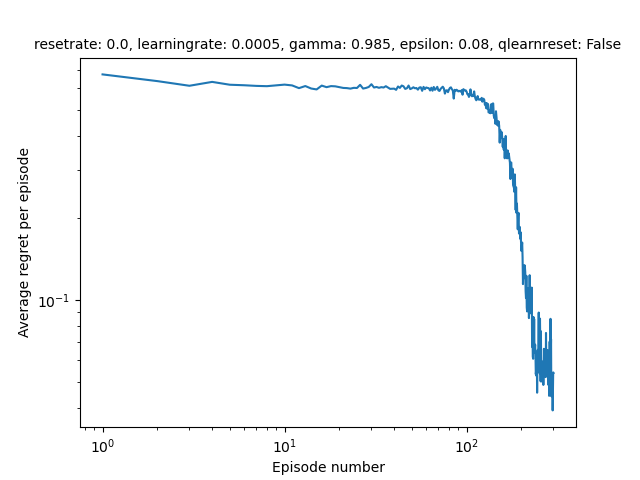 resetrate: 0.0, learningrate: 0.0005, gamma: 0.985, epsilon: 0.08, qlearnreset: False
Average regret per episode
10⁻¹
10⁰ 10¹ 10²
Episode number